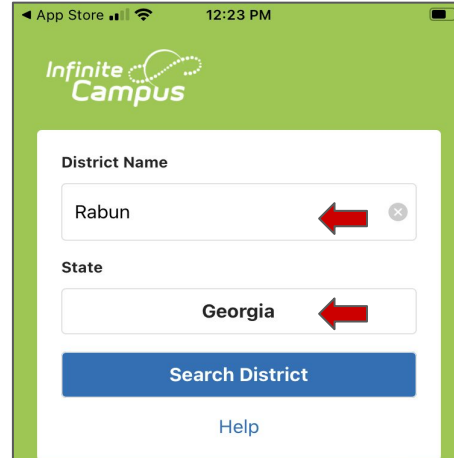 App Store 12:23 PM
Infinite
Campus
District Name
Rabun
State
Georgia
Search District
Help